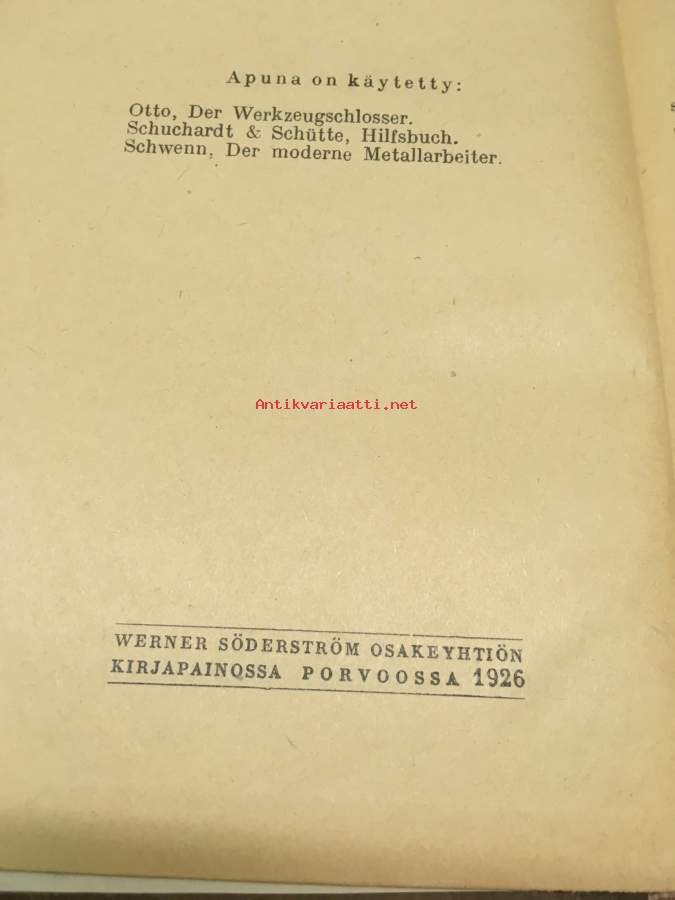 Apuna on käytetty:
Otto, Der Werkzeugschlosser.
Schuchardt & Schütte, Hilfsbuch.
Schwenn, Der moderne Metallarbeiter.
Antikvariaatti.net
WERNER SÖDERSTRÖM OSAKEYHTIÖN
KIRJAPAINOSSA PORVOOSSA 1926